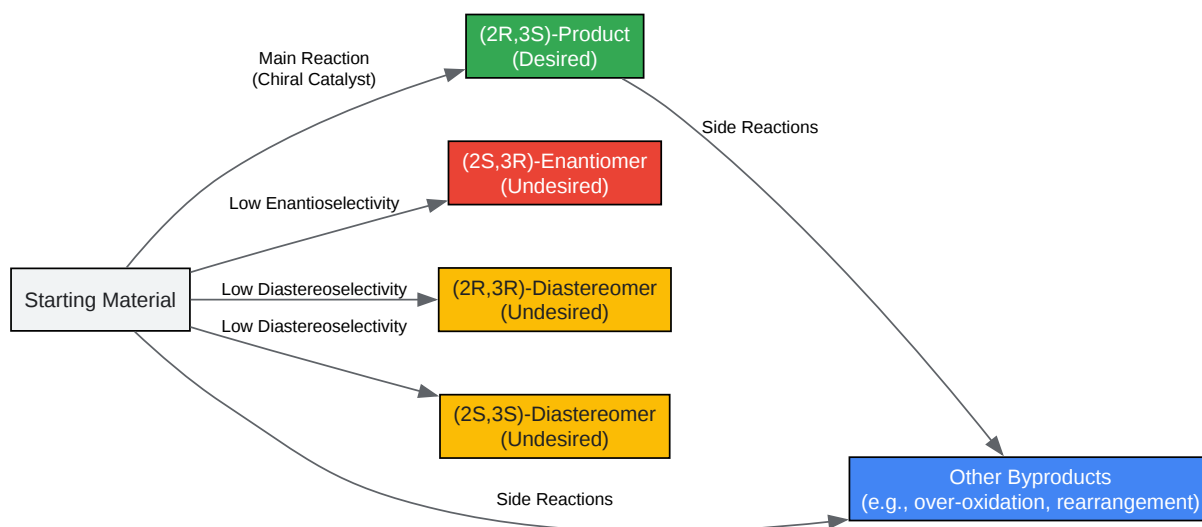 (2R,3S)-Product
(Desired)
Main Reaction
(Chiral Catalyst)
Side Reactions
(2S,3R)-Enantiomer
(Undesired)
Low Enantioselectivity
Starting Material
Low Diastereoselectivity
(2R,3R)-Diastereomer
(Undesired)
Low Diastereoselectivity
(2S,3S)-Diastereomer
(Undesired)
Side Reactions
Other Byproducts
(e.g., over-oxidation, rearrangement)